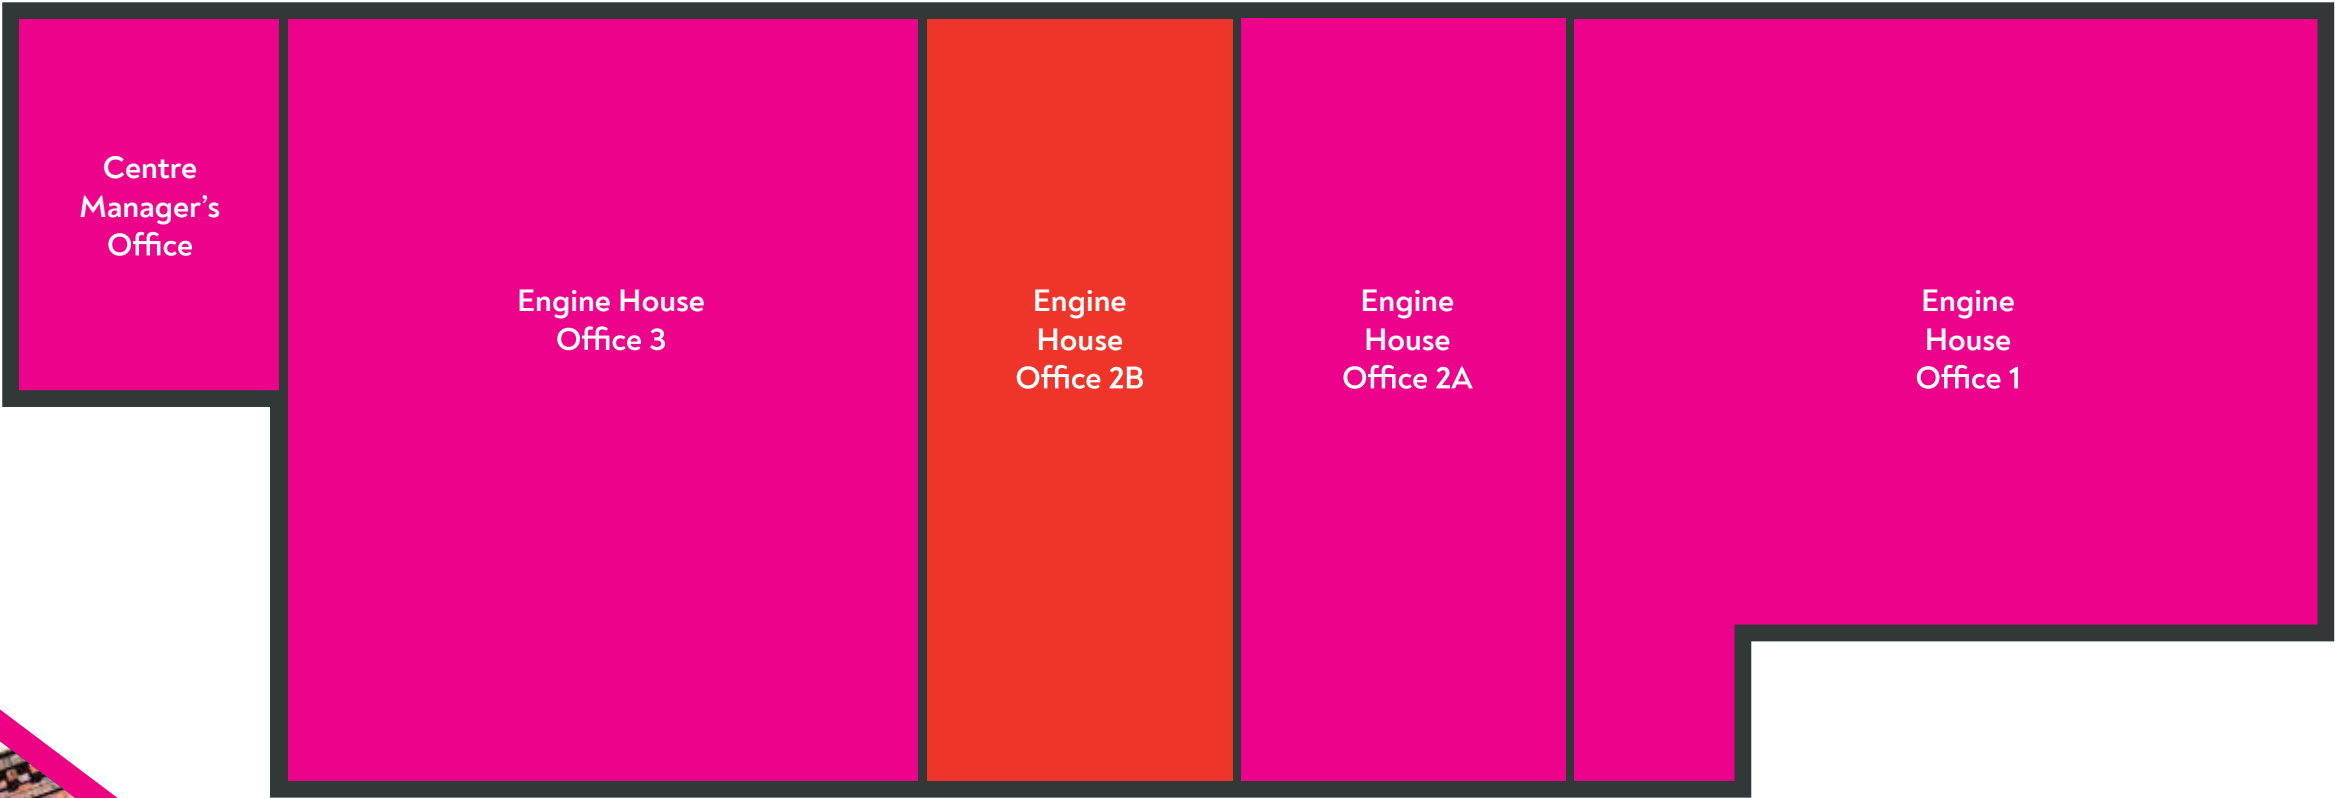 Centre
Manager’s
Office
Engine House
Office 3
Engine
House
Office 2B
Engine
House
Office 2A
Engine
House
Office 1